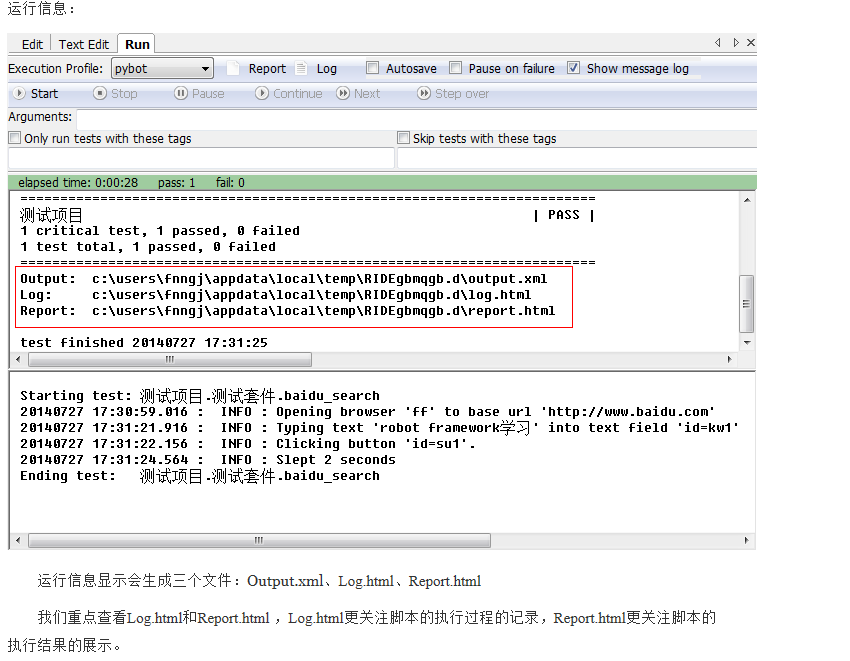 运行信息：
Edit Text Edit Run
Execution Profile: pybot Report Log Autosave Pause on failure Show message log
Start Stop Pause Continue Next Step over
Arguments:
Only run tests with these tags Skip tests with these tags
elapsed time: 0:00:28 pass: 1 fail: 0
========================================================================
测试项目 | PASS |
1 critical test, 1 passed, 0 failed
1 test total, 1 passed, 0 failed
========================================================================
Output: c:\users\fnngj\appdata\local\temp\RIDEgbmqgb.d\output.xml
Log: c:\users\fnngj\appdata\local\temp\RIDEgbmqgb.d\log.html
Report: c:\users\fnngj\appdata\local\temp\RIDEgbmqgb.d\report.html
test finished 20140727 17:31:25
Starting test: 测试项目.测试套件.baidu_search
20140727 17:30:59.016 : INFO : Opening browser 'ff' to base url 'http://www.baidu.com'
20140727 17:31:21.916 : INFO : Typing text 'robot framework学习' into text field 'id=kw1'
20140727 17:31:22.156 : INFO : Clicking button 'id=su1'.
20140727 17:31:24.564 : INFO : Slept 2 seconds
Ending test: 测试项目.测试套件.baidu_search
运行信息显示会生成三个文件：Output.xml、Log.html、Report.html
我们重点查看Log.html和Report.html ，Log.html更关注脚本的执行过程的记录，Report.html更关注脚本的
执行结果的展示。